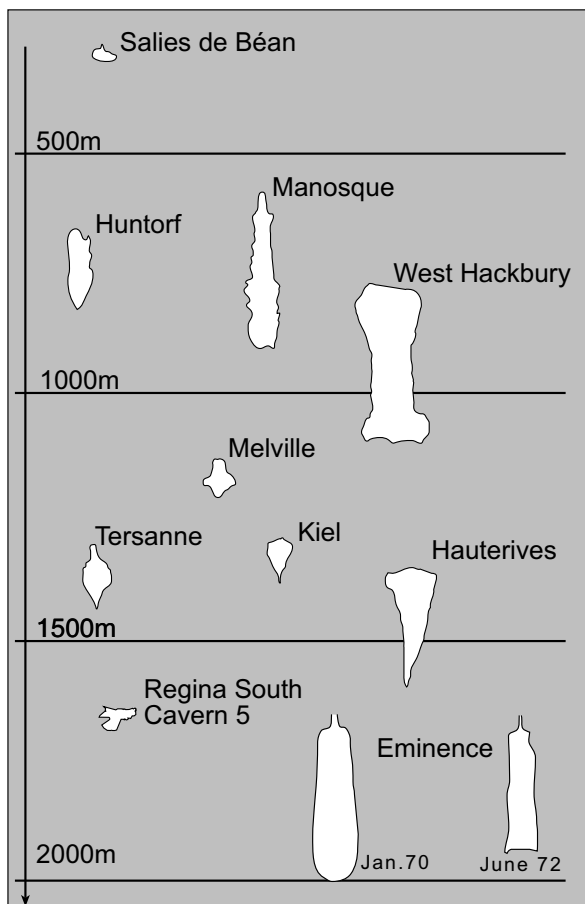 Salies de Béan
500m
Manosque
Huntorf
West Hackbury
1000m
Melville
Tersanne
Kiel
Hauterives
1500m
Regina South
Cavern 5
Eminence
2000m
Jan.70
June 72